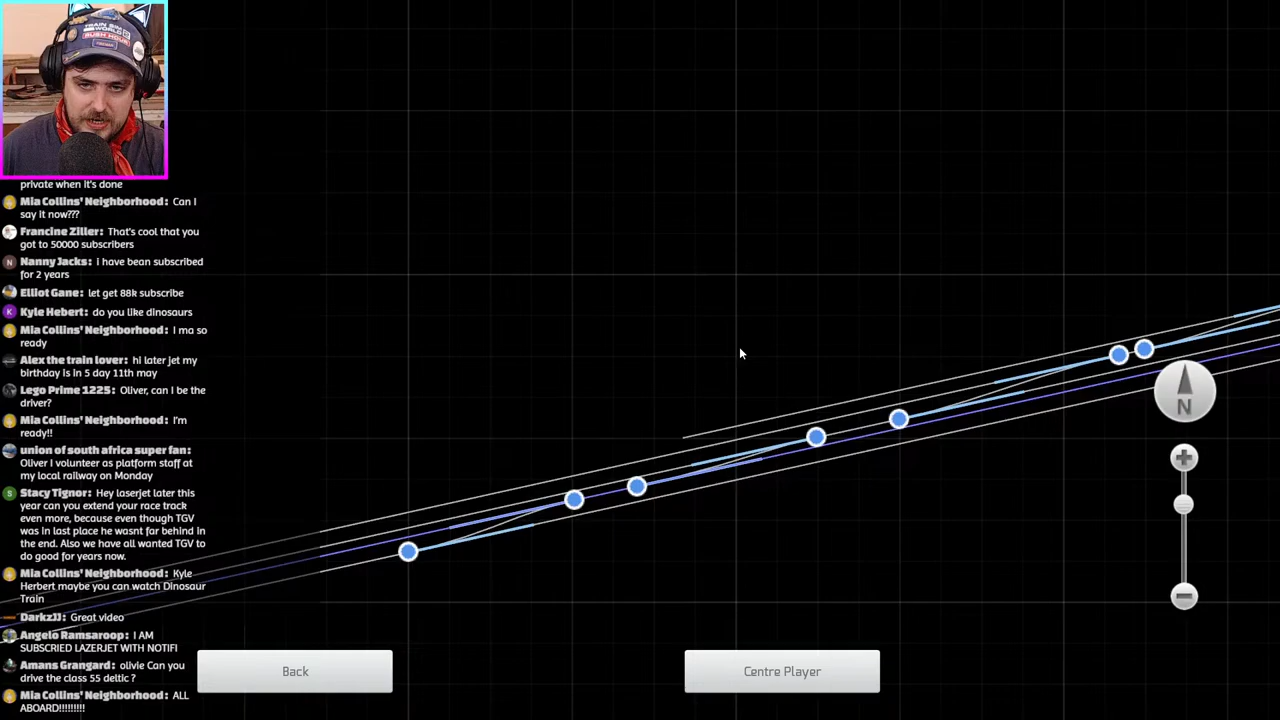 TRAIN SIM
WORLD
RUSH HOUR
private when it's done
Mia Collins' Neighborhood: Can I
say it now???
Francine Ziller: That's cool that you
got to 50000 subscribers
N
Nanny Jacks: i have bean subscribed
for 2 years
Elliot Gane: let get 88k subscribe
Kyle Hebert: do you like dinosaurs
Mia Collins' Neighborhood: I ma so
ready
Alex the train lover: hi later jet my
birthday is in 5 day 11th may
Lego Prime 1225: Oliver, can I be the
driver?
Mia Collins' Neighborhood: I'm
ready!!
union of south africa super fan:
Oliver I volunteer as platform staff at
my local railway on Monday
S
Stacy Tignor: Hey laserjet later this
year can you extend your race track
even more, because even though TGV
was in last place he wasnt far behind in
the end. Also we have all wanted TGV to
do good for years now.
Mia Collins' Neighborhood: Kyle
Herbert maybe you can watch Dinosaur
Train
DarkzJJ: Great video
Angelo Ramsaroop: I AM
SUBSCRIED LAZERJET WITH NOTIFI
Amans Grangard: olivie Can you
drive the class 55 deltic ?
Mia Collins' Neighborhood: ALL
ABOARD!!!!!!!!!
N
Back
Centre Player